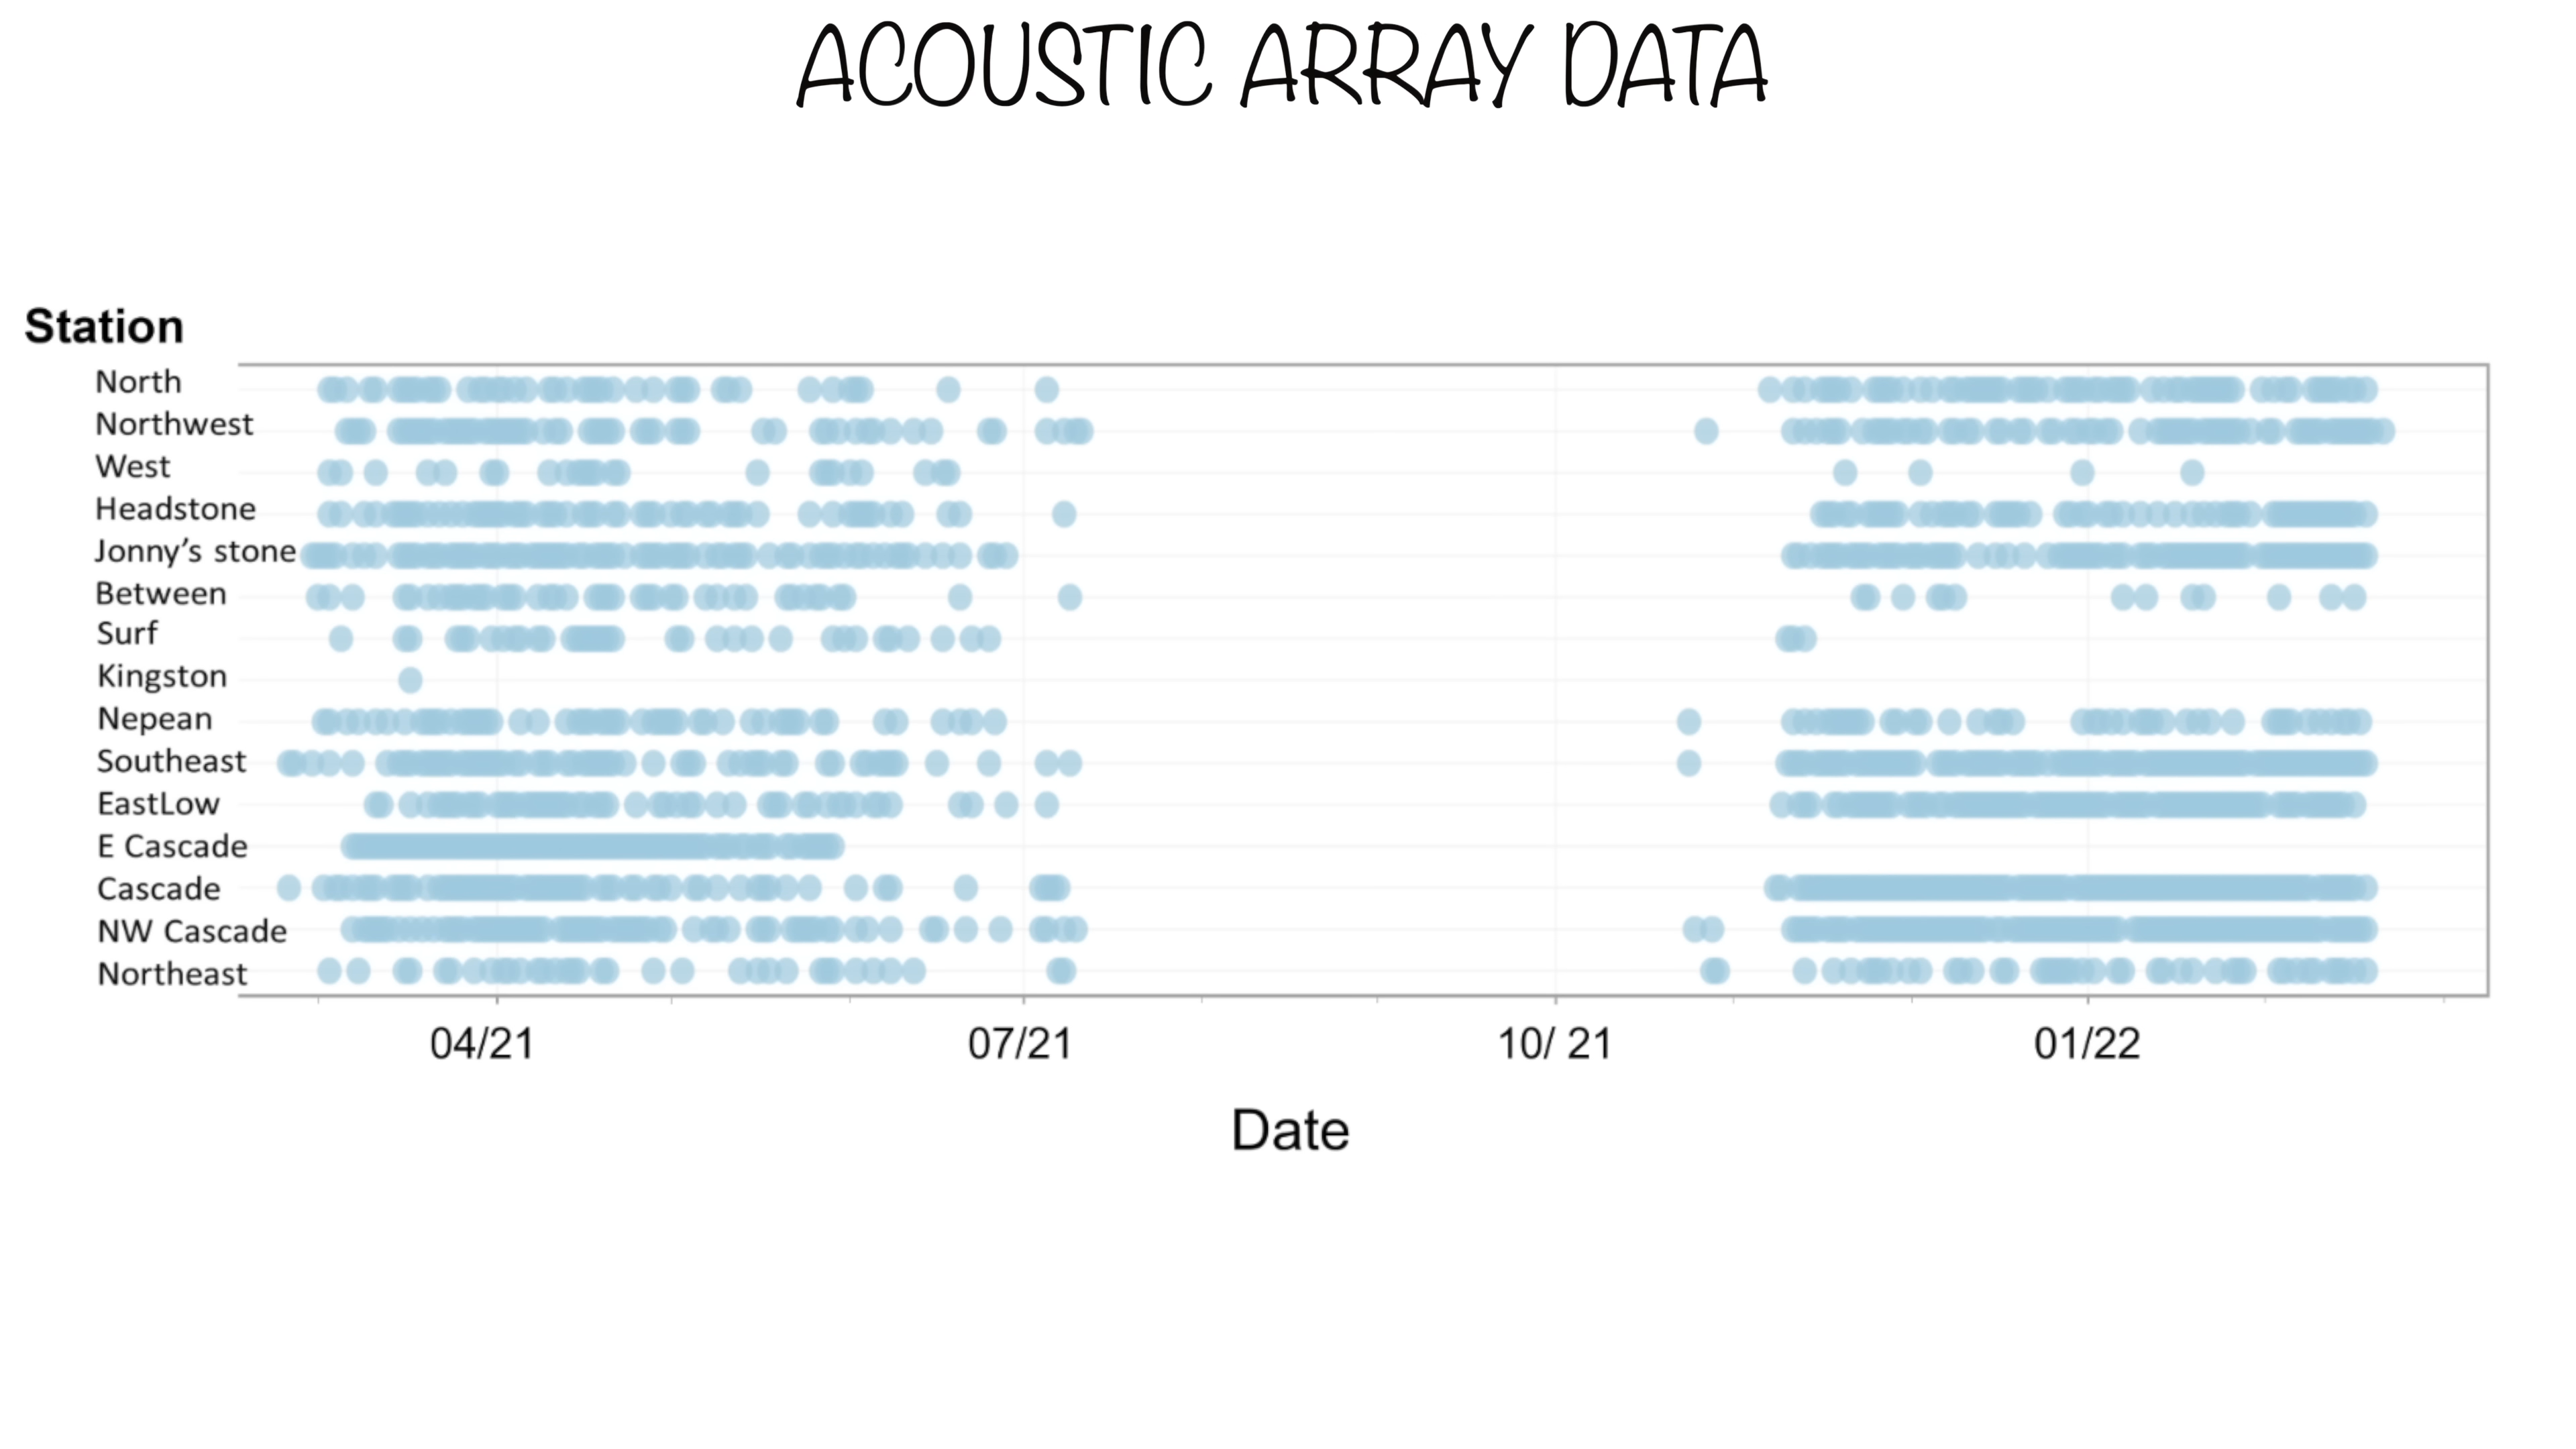 ACOUSTIC ARRAY DATA
Station
North
Northwest
West
Headstone
Jonny’s stone
Between
Surf
Kingston
Nepean
Southeast
EastLow
E Cascade
Cascade
NW Cascade
Northeast
04/21 07/21 10/ 21 01/22
Date